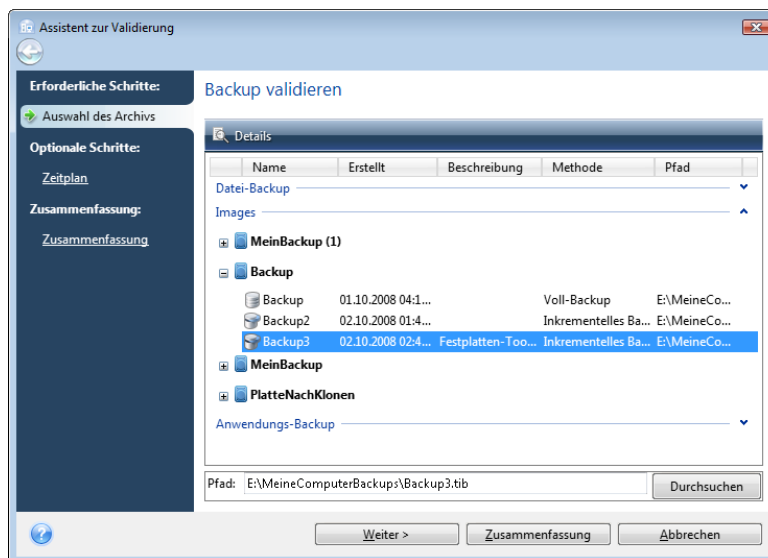 Assistent zur Validierung
Erforderliche Schritte:
Auswahl des Archivs
Optionale Schritte:
Zeitplan
Zusammenfassung:
Zusammenfassung
Backup validieren
Details
Name Erstellt Beschreibung Methode Pfad
Datei-Backup
Images
MeinBackup (1)
Backup
Backup 01.10.2008 04:1... Voll-Backup E:\MeineCo...
Backup2 02.10.2008 01:4... Inkrementelles Ba... E:\MeineCo...
Backup3 02.10.2008 02:4... Festplatten-Too... Inkrementelles Ba... E:\MeineCo...
MeinBackup
PlatteNachKlonen
Anwendungs-Backup
Pfad: E:\MeineComputerBackups\Backup3.tib Durchsuchen
Weiter > Zusammenfassung Abbrechen